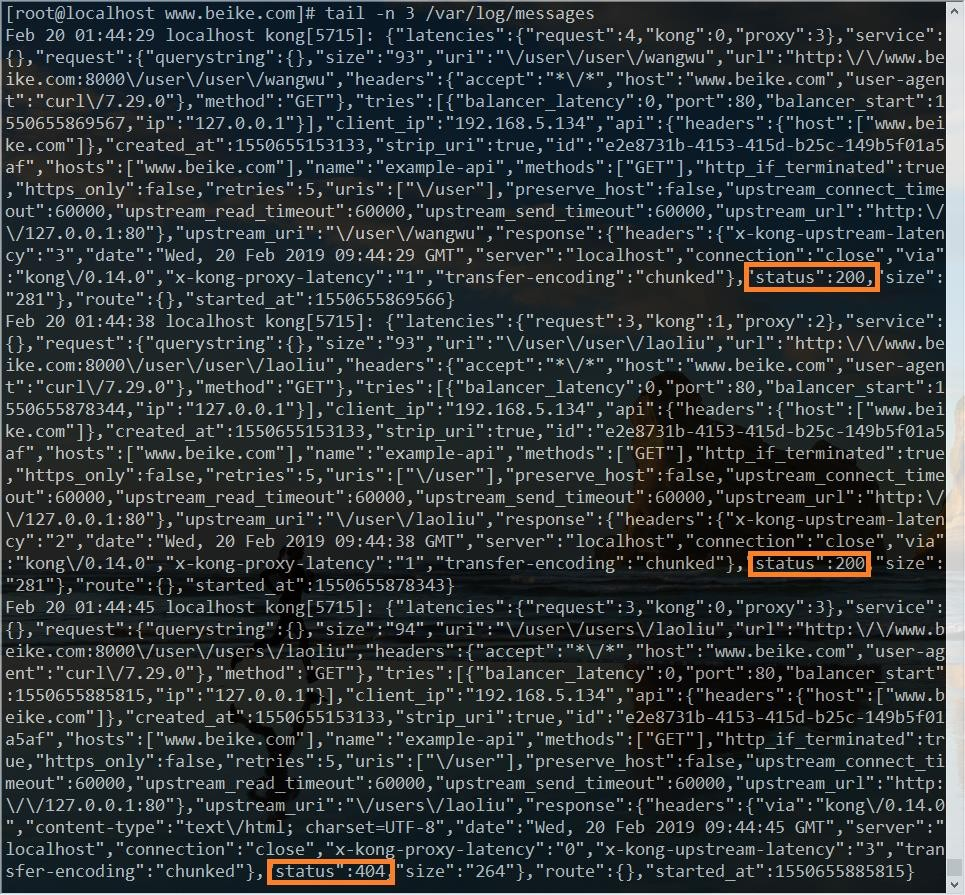 [root@localhost www.beike.com]# tail -n 3 /var/log/messages
Feb 20 01:44:29 localhost kong[5715]: {"latencies":{"request":4,"kong":0,"proxy":3},"service":
{},"request":{"querystring":{},"size":"93","uri":"\/user\/user\/wangwu","url":"http:\/\/www.be
ike.com:8000\/user\/user\/wangwu","headers":{"accept":"*\/*","host":"www.beike.com","user-agen
t":"curl\/7.29.0"},"method":"GET"},"tries":[{"balancer_latency":0,"port":80,"balancer_start":1
550655869567,"ip":"127.0.0.1"}],"client_ip":"192.168.5.134","api":{"headers":{"host":["www.bei
ke.com"]},"created_at":1550655153133,"strip_uri":true,"id":"e2e8731b-4153-415d-b25c-149b5f01a5
af","hosts":["www.beike.com"],"name":"example-api","methods":["GET"],"http_if_terminated":true
,"https_only":false,"retries":5,"uris":["\/user"],"preserve_host":false,"upstream_connect_time
out":60000,"upstream_read_timeout":60000,"upstream_send_timeout":60000,"upstream_url":"http:\/
\/127.0.0.1:80"},"upstream_uri":"\/user\/wangwu","response":{"headers":{"x-kong-upstream-laten
cy":"3","date":"Wed, 20 Feb 2019 09:44:29 GMT","server":"localhost","connection":"close","via"
:"kong\/0.14.0","x-kong-proxy-latency":"1","transfer-encoding":"chunked"},"status":200,"size":
"281"},"route":{},"started_at":1550655869566}
Feb 20 01:44:38 localhost kong[5715]: {"latencies":{"request":3,"kong":1,"proxy":2},"service":
{},"request":{"querystring":{},"size":"93","uri":"\/user\/user\/laoliu","url":"http:\/\/www.be
ike.com:8000\/user\/user\/laoliu","headers":{"accept":"*\/*","host":"www.beike.com","user-agen
t":"curl\/7.29.0"},"method":"GET"},"tries":[{"balancer_latency":0,"port":80,"balancer_start":1
550655878344,"ip":"127.0.0.1"}],"client_ip":"192.168.5.134","api":{"headers":{"host":["www.bei
ke.com"]},"created_at":1550655153133,"strip_uri":true,"id":"e2e8731b-4153-415d-b25c-149b5f01a5
af","hosts":["www.beike.com"],"name":"example-api","methods":["GET"],"http_if_terminated":true
,"https_only":false,"retries":5,"uris":["\/user"],"preserve_host":false,"upstream_connect_time
out":60000,"upstream_read_timeout":60000,"upstream_send_timeout":60000,"upstream_url":"http:\/
\/127.0.0.1:80"},"upstream_uri":"\/user\/laoliu","response":{"headers":{"x-kong-upstream-laten
cy":"2","date":"Wed, 20 Feb 2019 09:44:38 GMT","server":"localhost","connection":"close","via"
:"kong\/0.14.0","x-kong-proxy-latency":"1","transfer-encoding":"chunked"},"status":200,"size":
"281"},"route":{},"started_at":1550655878343}
Feb 20 01:44:45 localhost kong[5715]: {"latencies":{"request":3,"kong":0,"proxy":3},"service":
{},"request":{"querystring":{},"size":"94","uri":"\/user\/users\/laoliu","url":"http:\/\/www.b
eike.com:8000\/user\/users\/laoliu","headers":{"accept":"*\/*","host":"www.beike.com","user-ag
ent":"curl\/7.29.0"},"method":"GET"},"tries":[{"balancer_latency":0,"port":80,"balancer_start"
:1550655885815,"ip":"127.0.0.1"}],"client_ip":"192.168.5.134","api":{"headers":{"host":["www.b
eike.com"]},"created_at":1550655153133,"strip_uri":true,"id":"e2e8731b-4153-415d-b25c-149b5f01
a5af","hosts":["www.beike.com"],"name":"example-api","methods":["GET"],"http_if_terminated":tr
ue,"https_only":false,"retries":5,"uris":["\/user"],"preserve_host":false,"upstream_connect_ti
meout":60000,"upstream_read_timeout":60000,"upstream_send_timeout":60000,"upstream_url":"http:
\/\/127.0.0.1:80"},"upstream_uri":"\/users\/laoliu","response":{"headers":{"via":"kong\/0.14.0
","content-type":"text\/html; charset=UTF-8","date":"Wed, 20 Feb 2019 09:44:45 GMT","server":"
localhost","connection":"close","x-kong-proxy-latency":"0","x-kong-upstream-latency":"3","tran
sfer-encoding":"chunked"},"status":404,"size":"264"},"route":{},"started_at":1550655885815}